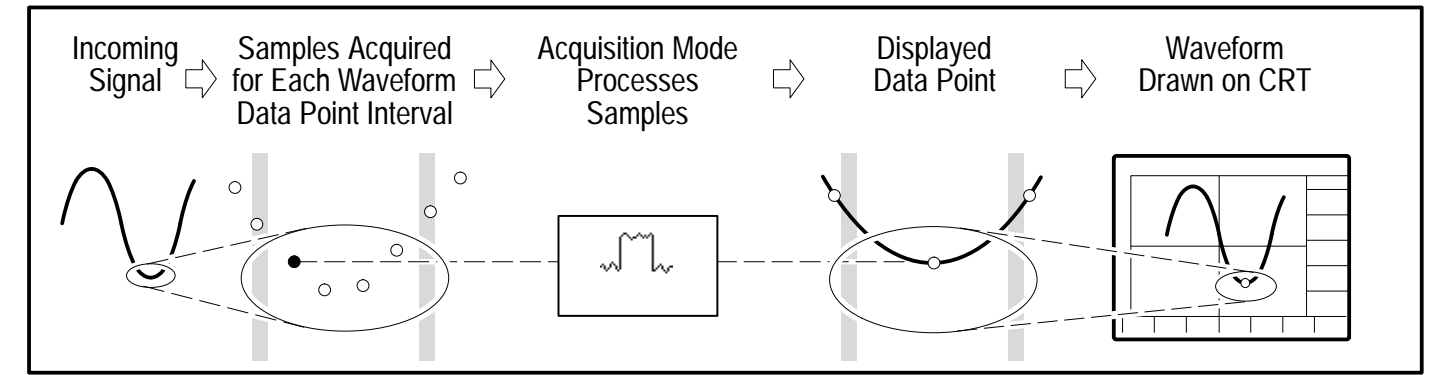 Incoming
Signal
Samples Acquired
for Each Waveform
Data Point Interval
Acquisition Mode
Processes
Samples
Displayed
Data Point
Waveform
Drawn on CRT